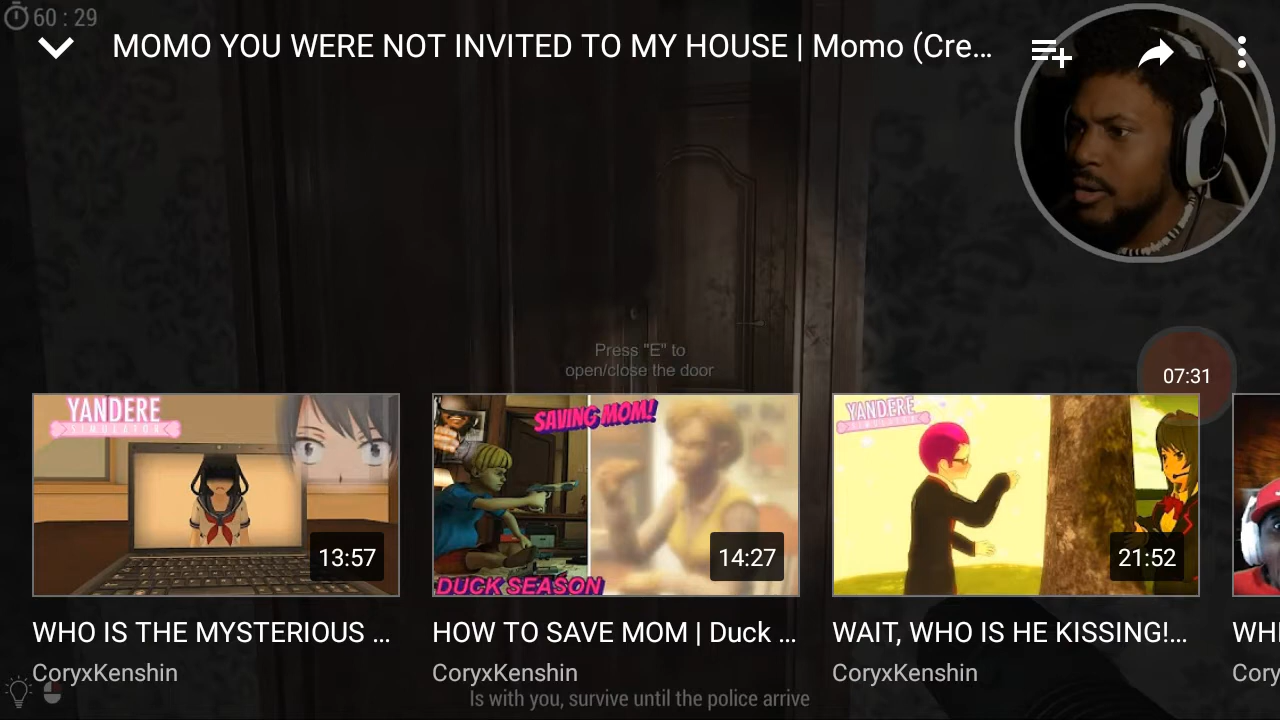 60 : 29
MOMO YOU WERE NOT INVITED TO MY HOUSE | Momo (Cre...
Press "E" to
open/close the door
07:31
YANDERE
SIMULATOR
13:57
SAVING MOM!
DUCK SEASON
14:27
YANDERE
SIMULATOR
21:52
WHO IS THE MYSTERIOUS ...
HOW TO SAVE MOM | Duck ...
WAIT, WHO IS HE KISSING!...
WHI
CoryxKenshin
CoryxKenshin
CoryxKenshin
Cory
Is with you, survive until the police arrive